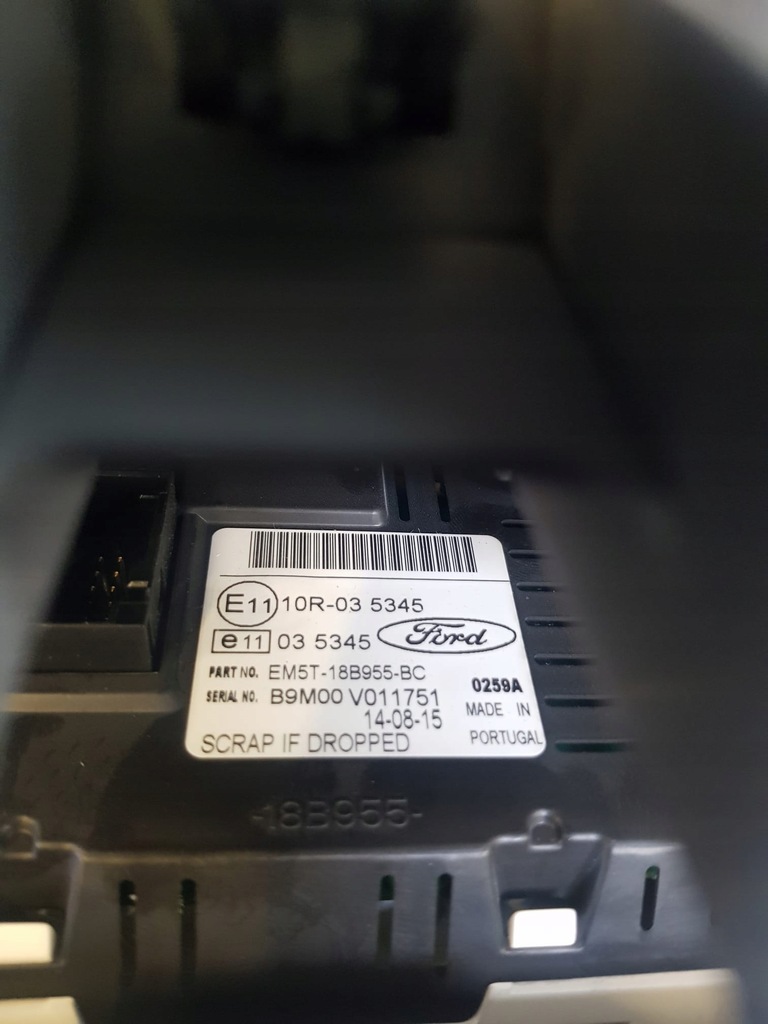 E11 10R-03 5345
e11 03 5345 Ford
PART NO. EM5T-18B955-BC
SERIAL NO. B9M00 V011751 0259A
14-08-15 MADE IN
SCRAP IF DROPPED PORTUGAL
-18B955-